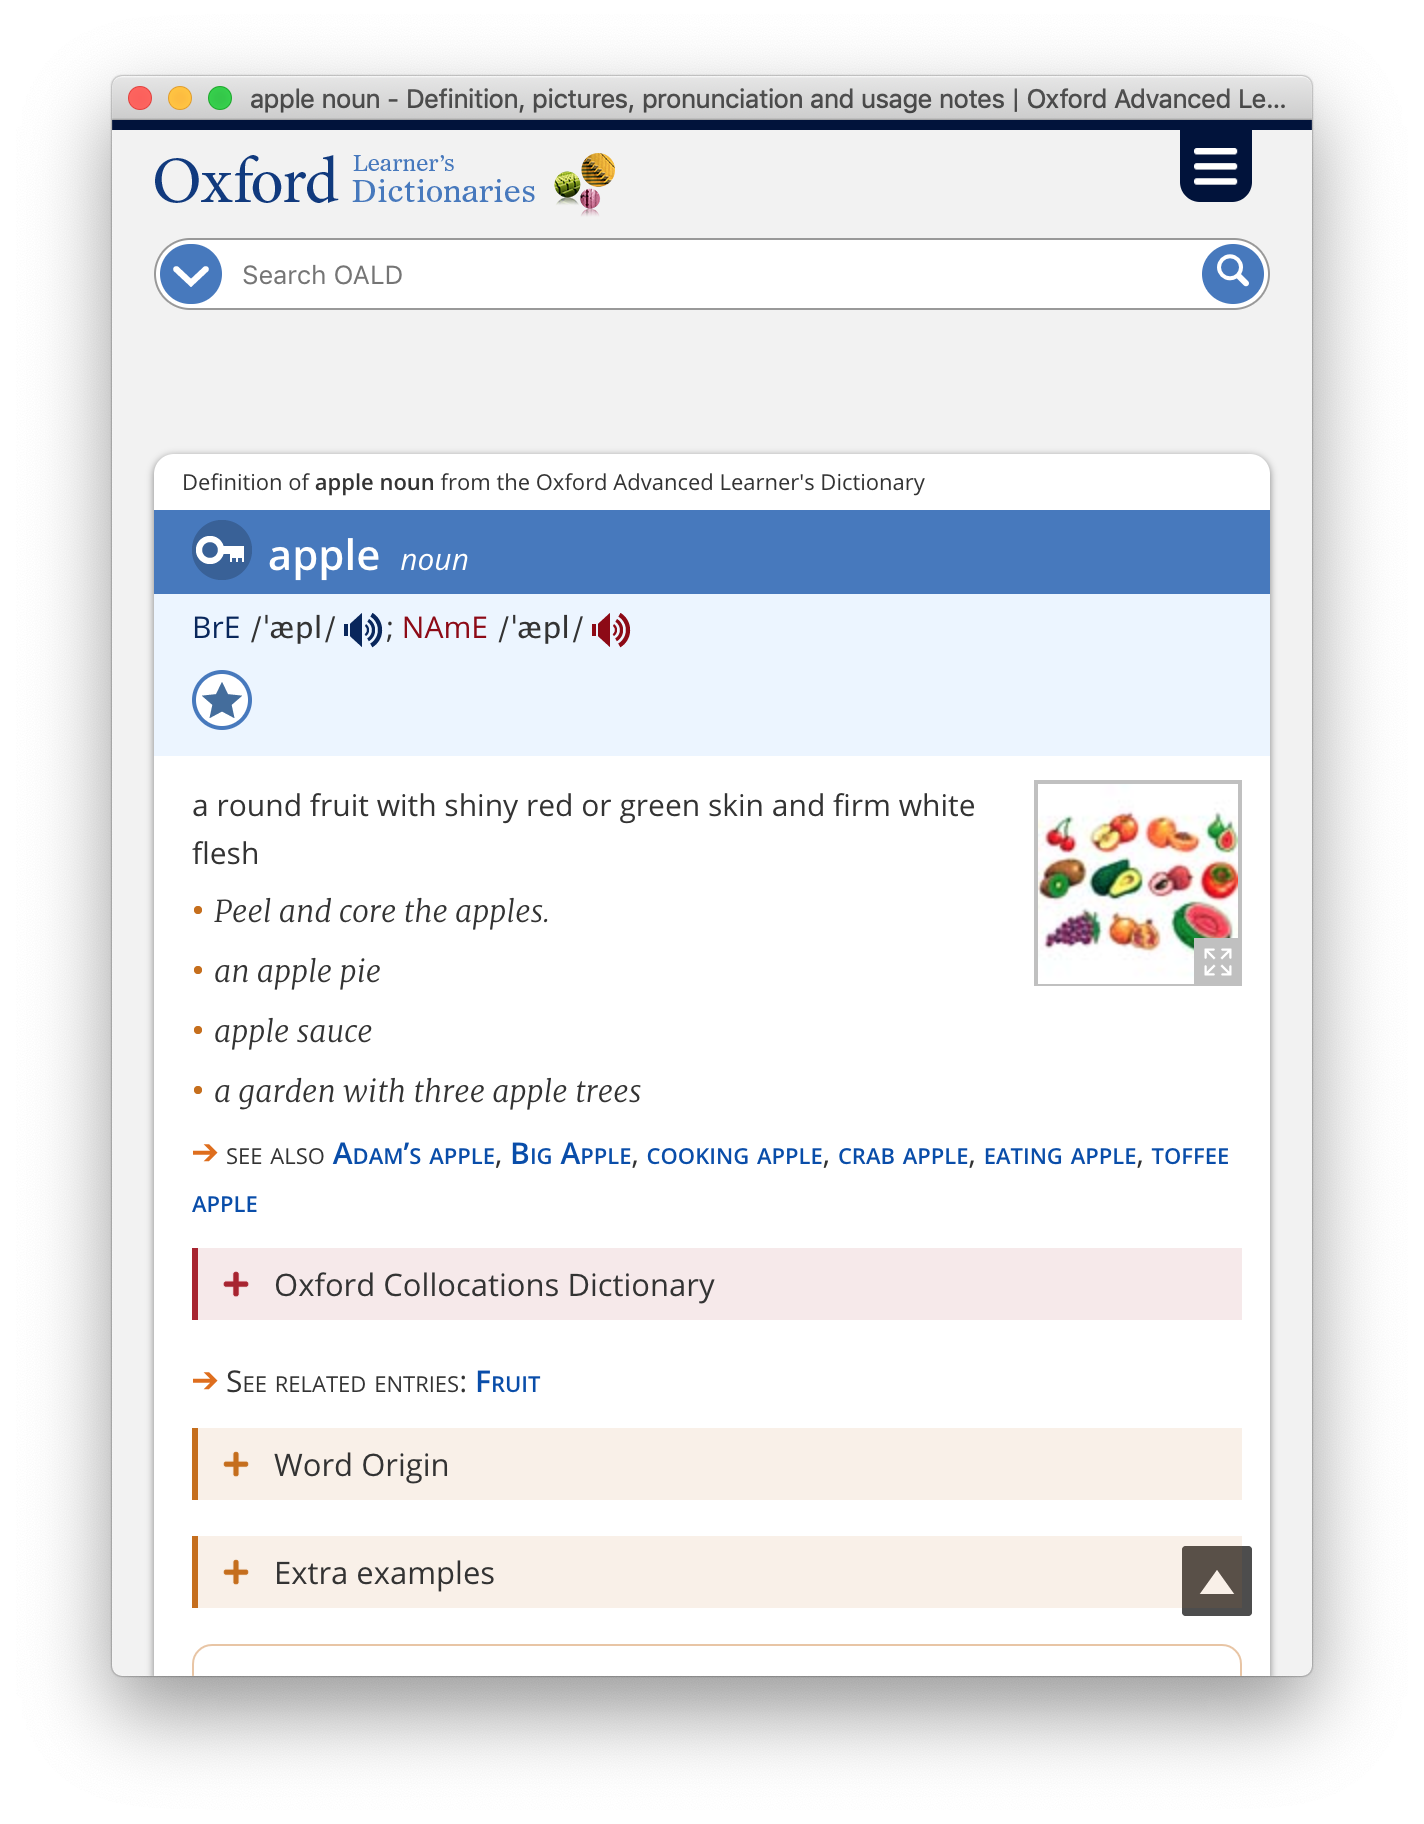 apple noun - Definition, pictures, pronunciation and usage notes | Oxford Advanced Le...
Oxford Learner's Dictionaries
Search OALD
Definition of apple noun from the Oxford Advanced Learner's Dictionary
apple noun
BrE /ˈæpl/ ; NAmE /ˈæpl/
a round fruit with shiny red or green skin and firm white
flesh
• Peel and core the apples.
• an apple pie
• apple sauce
• a garden with three apple trees
➔ SEE ALSO ADAM’S APPLE, BIG APPLE, COOKING APPLE, CRAB APPLE, EATING APPLE, TOFFEE
APPLE
+ Oxford Collocations Dictionary
➔ SEE RELATED ENTRIES: FRUIT
+ Word Origin
+ Extra examples